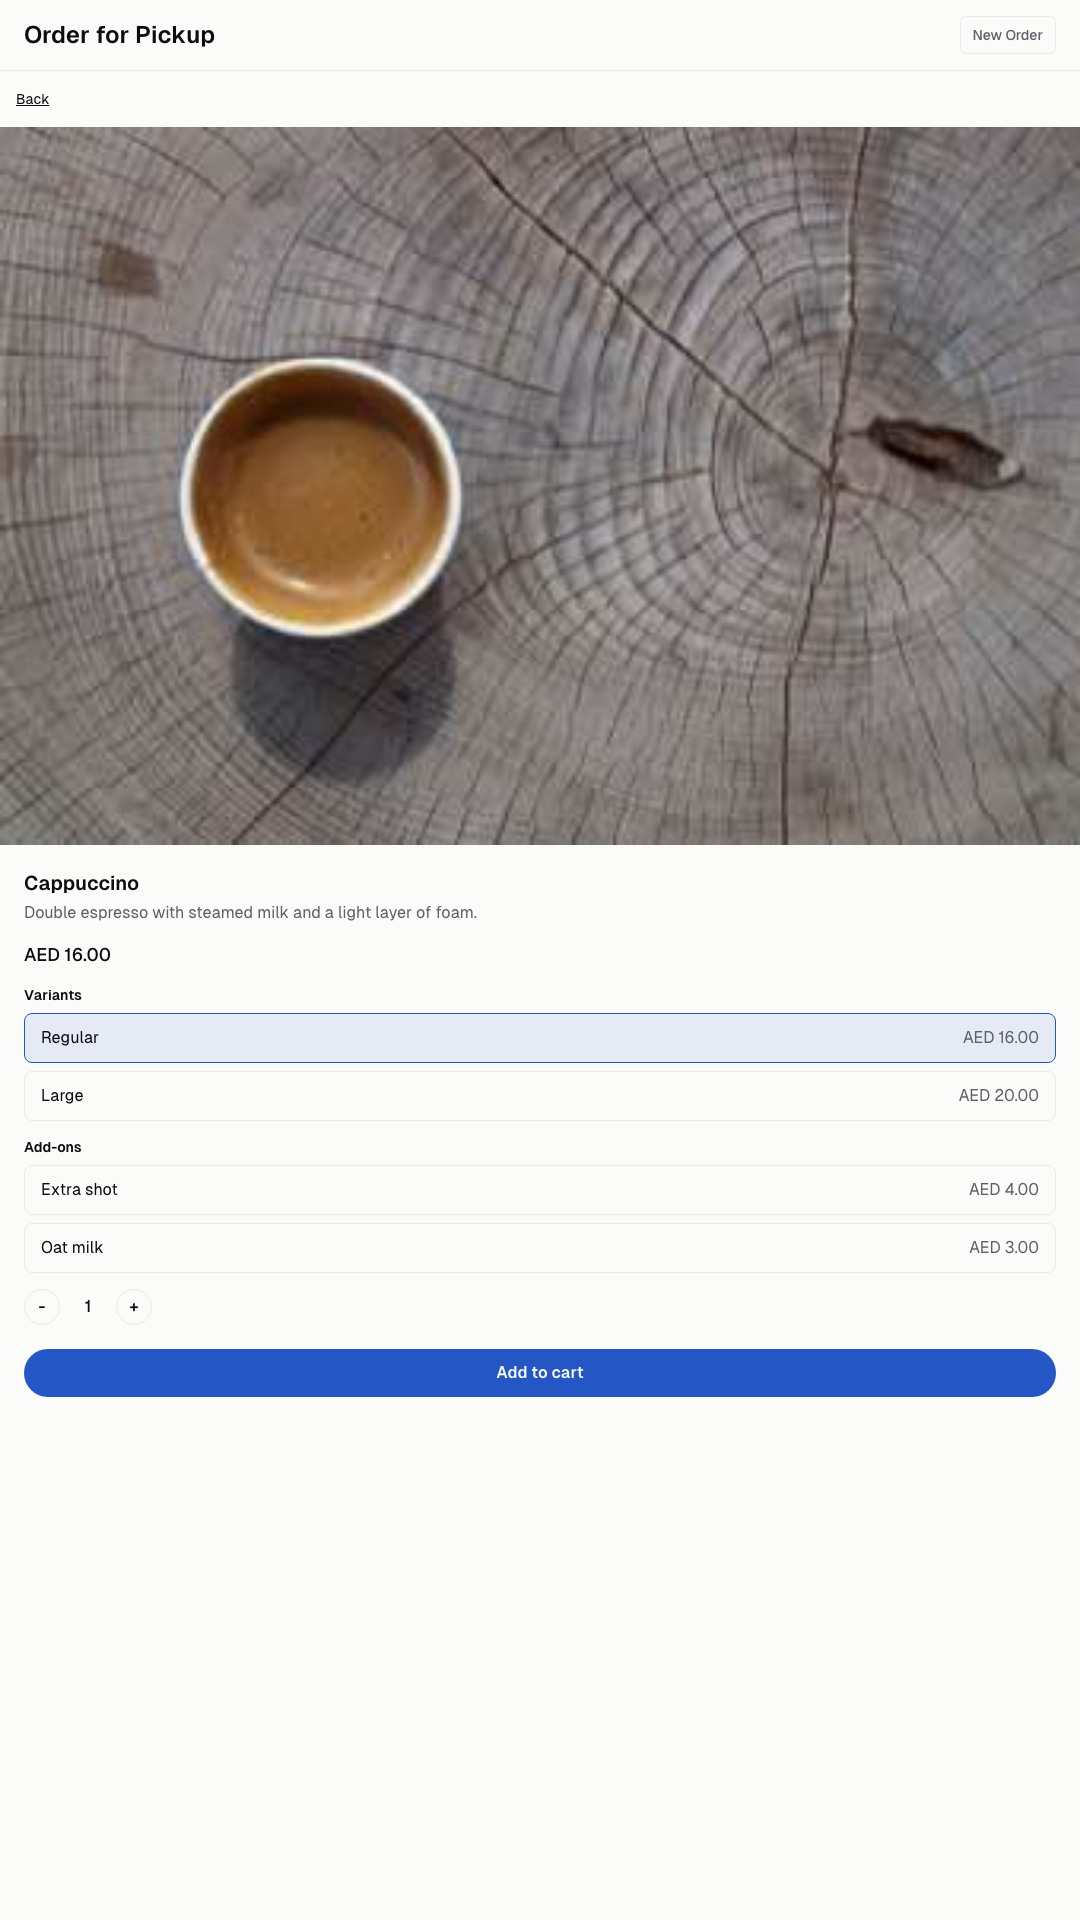 Order for Pickup
New Order
Back
Cappuccino
Double espresso with steamed milk and a light layer of foam.
AED 16.00
Variants
Regular AED 16.00
Large AED 20.00
Add-ons
Extra shot AED 4.00
Oat milk AED 3.00
- 1 +
Add to cart